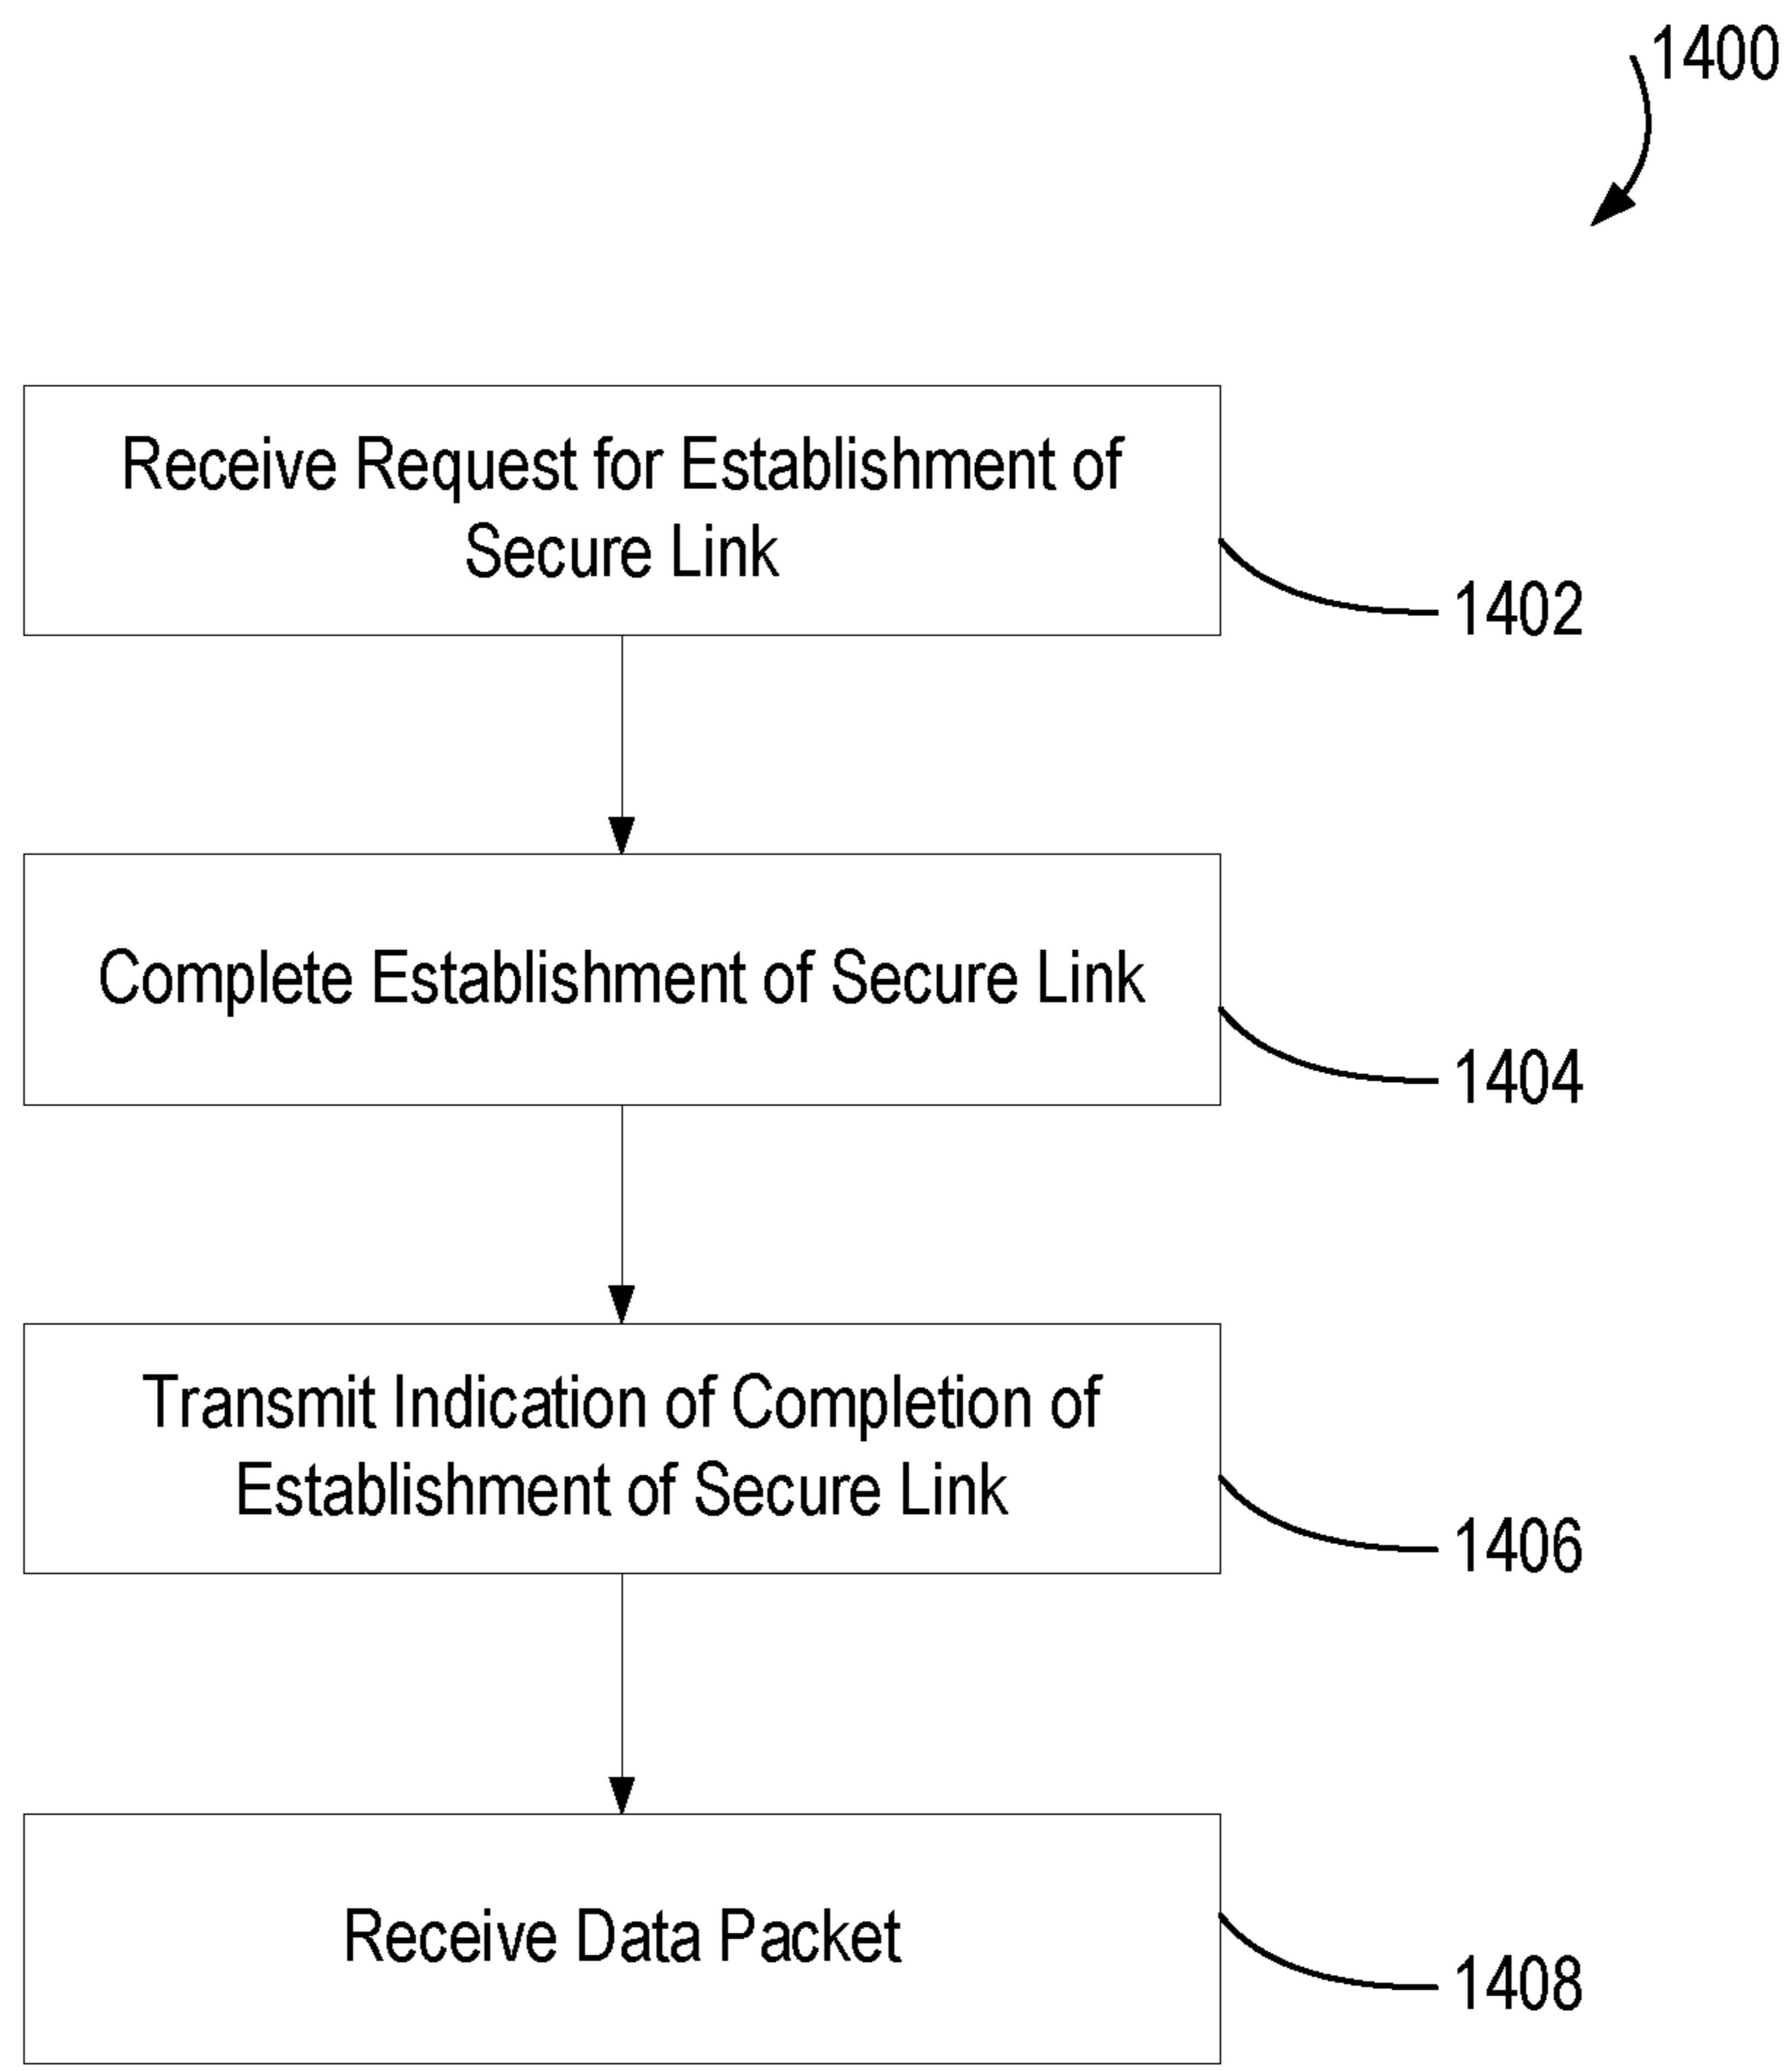 1400
Receive Request for Establishment of
Secure Link
1402
Complete Establishment of Secure Link
1404
Transmit Indication of Completion of
Establishment of Secure Link
1406
Receive Data Packet
1408